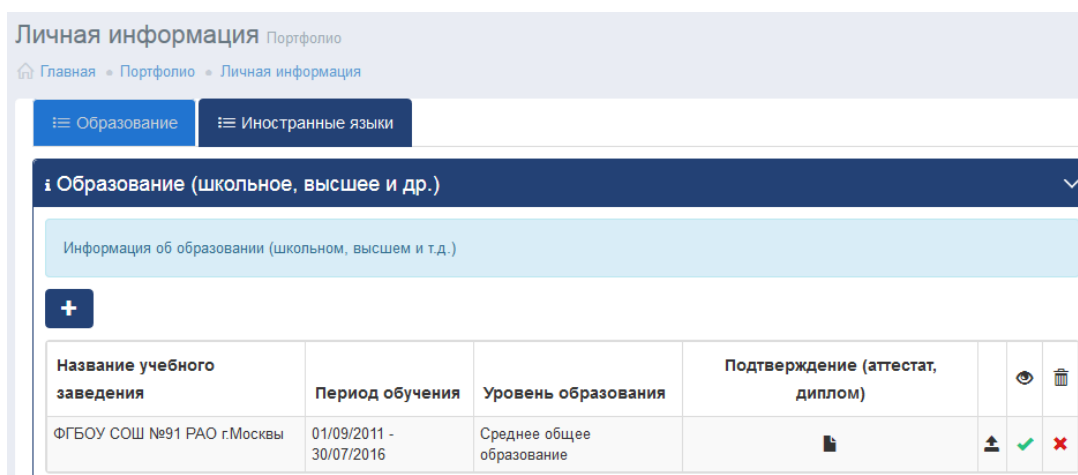 Личная информация Портфолио
Главная Портфолио Личная информация
Образование Иностранные языки
Образование (школьное, высшее и др.)
Информация об образовании (школьном, высшем и т.д.)
Название учебного заведения
Период обучения
Уровень образования
Подтверждение (аттестат,
диплом)
ФГБОУ СОШ №91 РАО г.Москвы
01/09/2011 -
30/07/2016
Среднее общее
образование